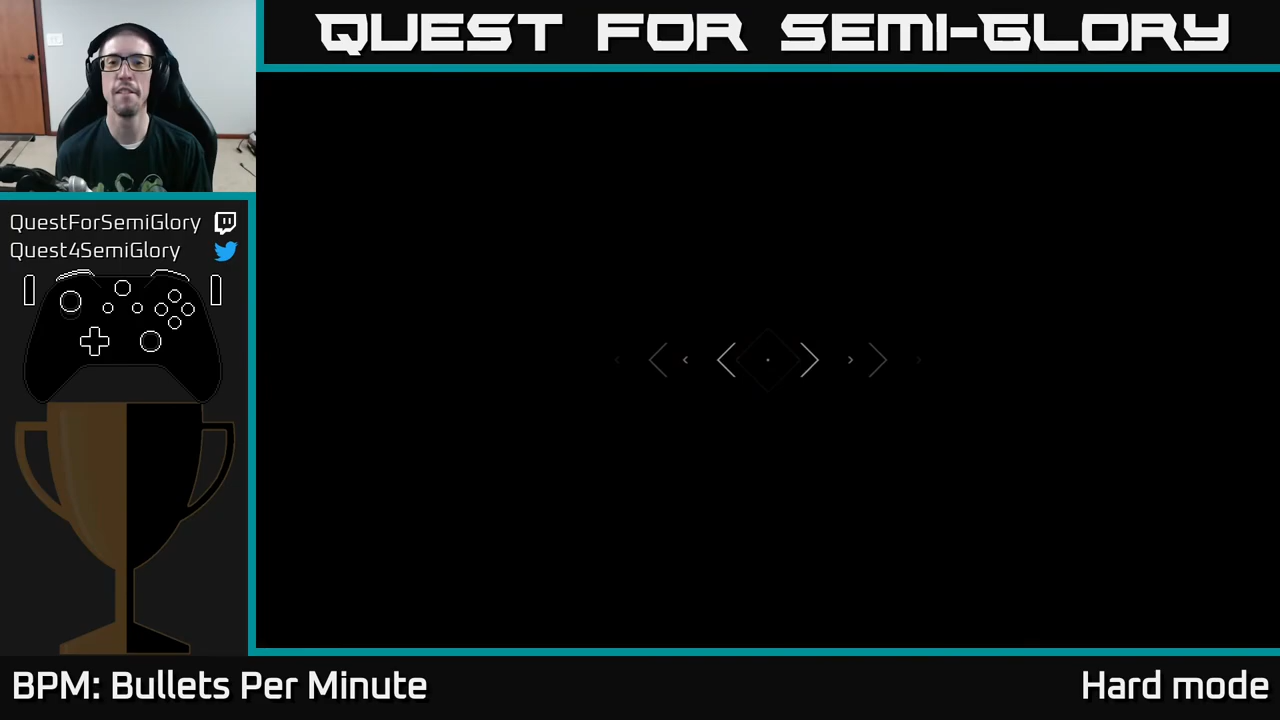 QUEST FOR SEMI-GLORY
QuestForSemiGlory
Quest4SemiGlory
BPM: Bullets Per Minute
Hard mode